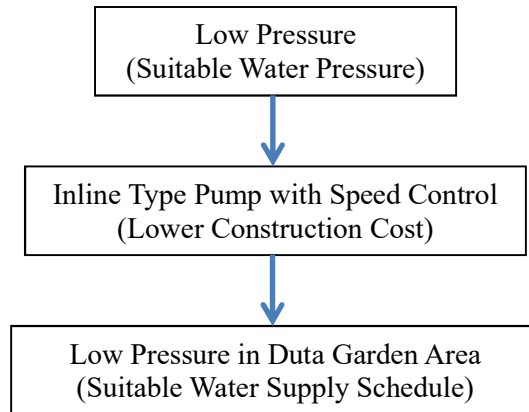 Low Pressure
(Suitable Water Pressure)
Inline Type Pump with Speed Control
(Lower Construction Cost)
Low Pressure in Duta Garden Area
(Suitable Water Supply Schedule)